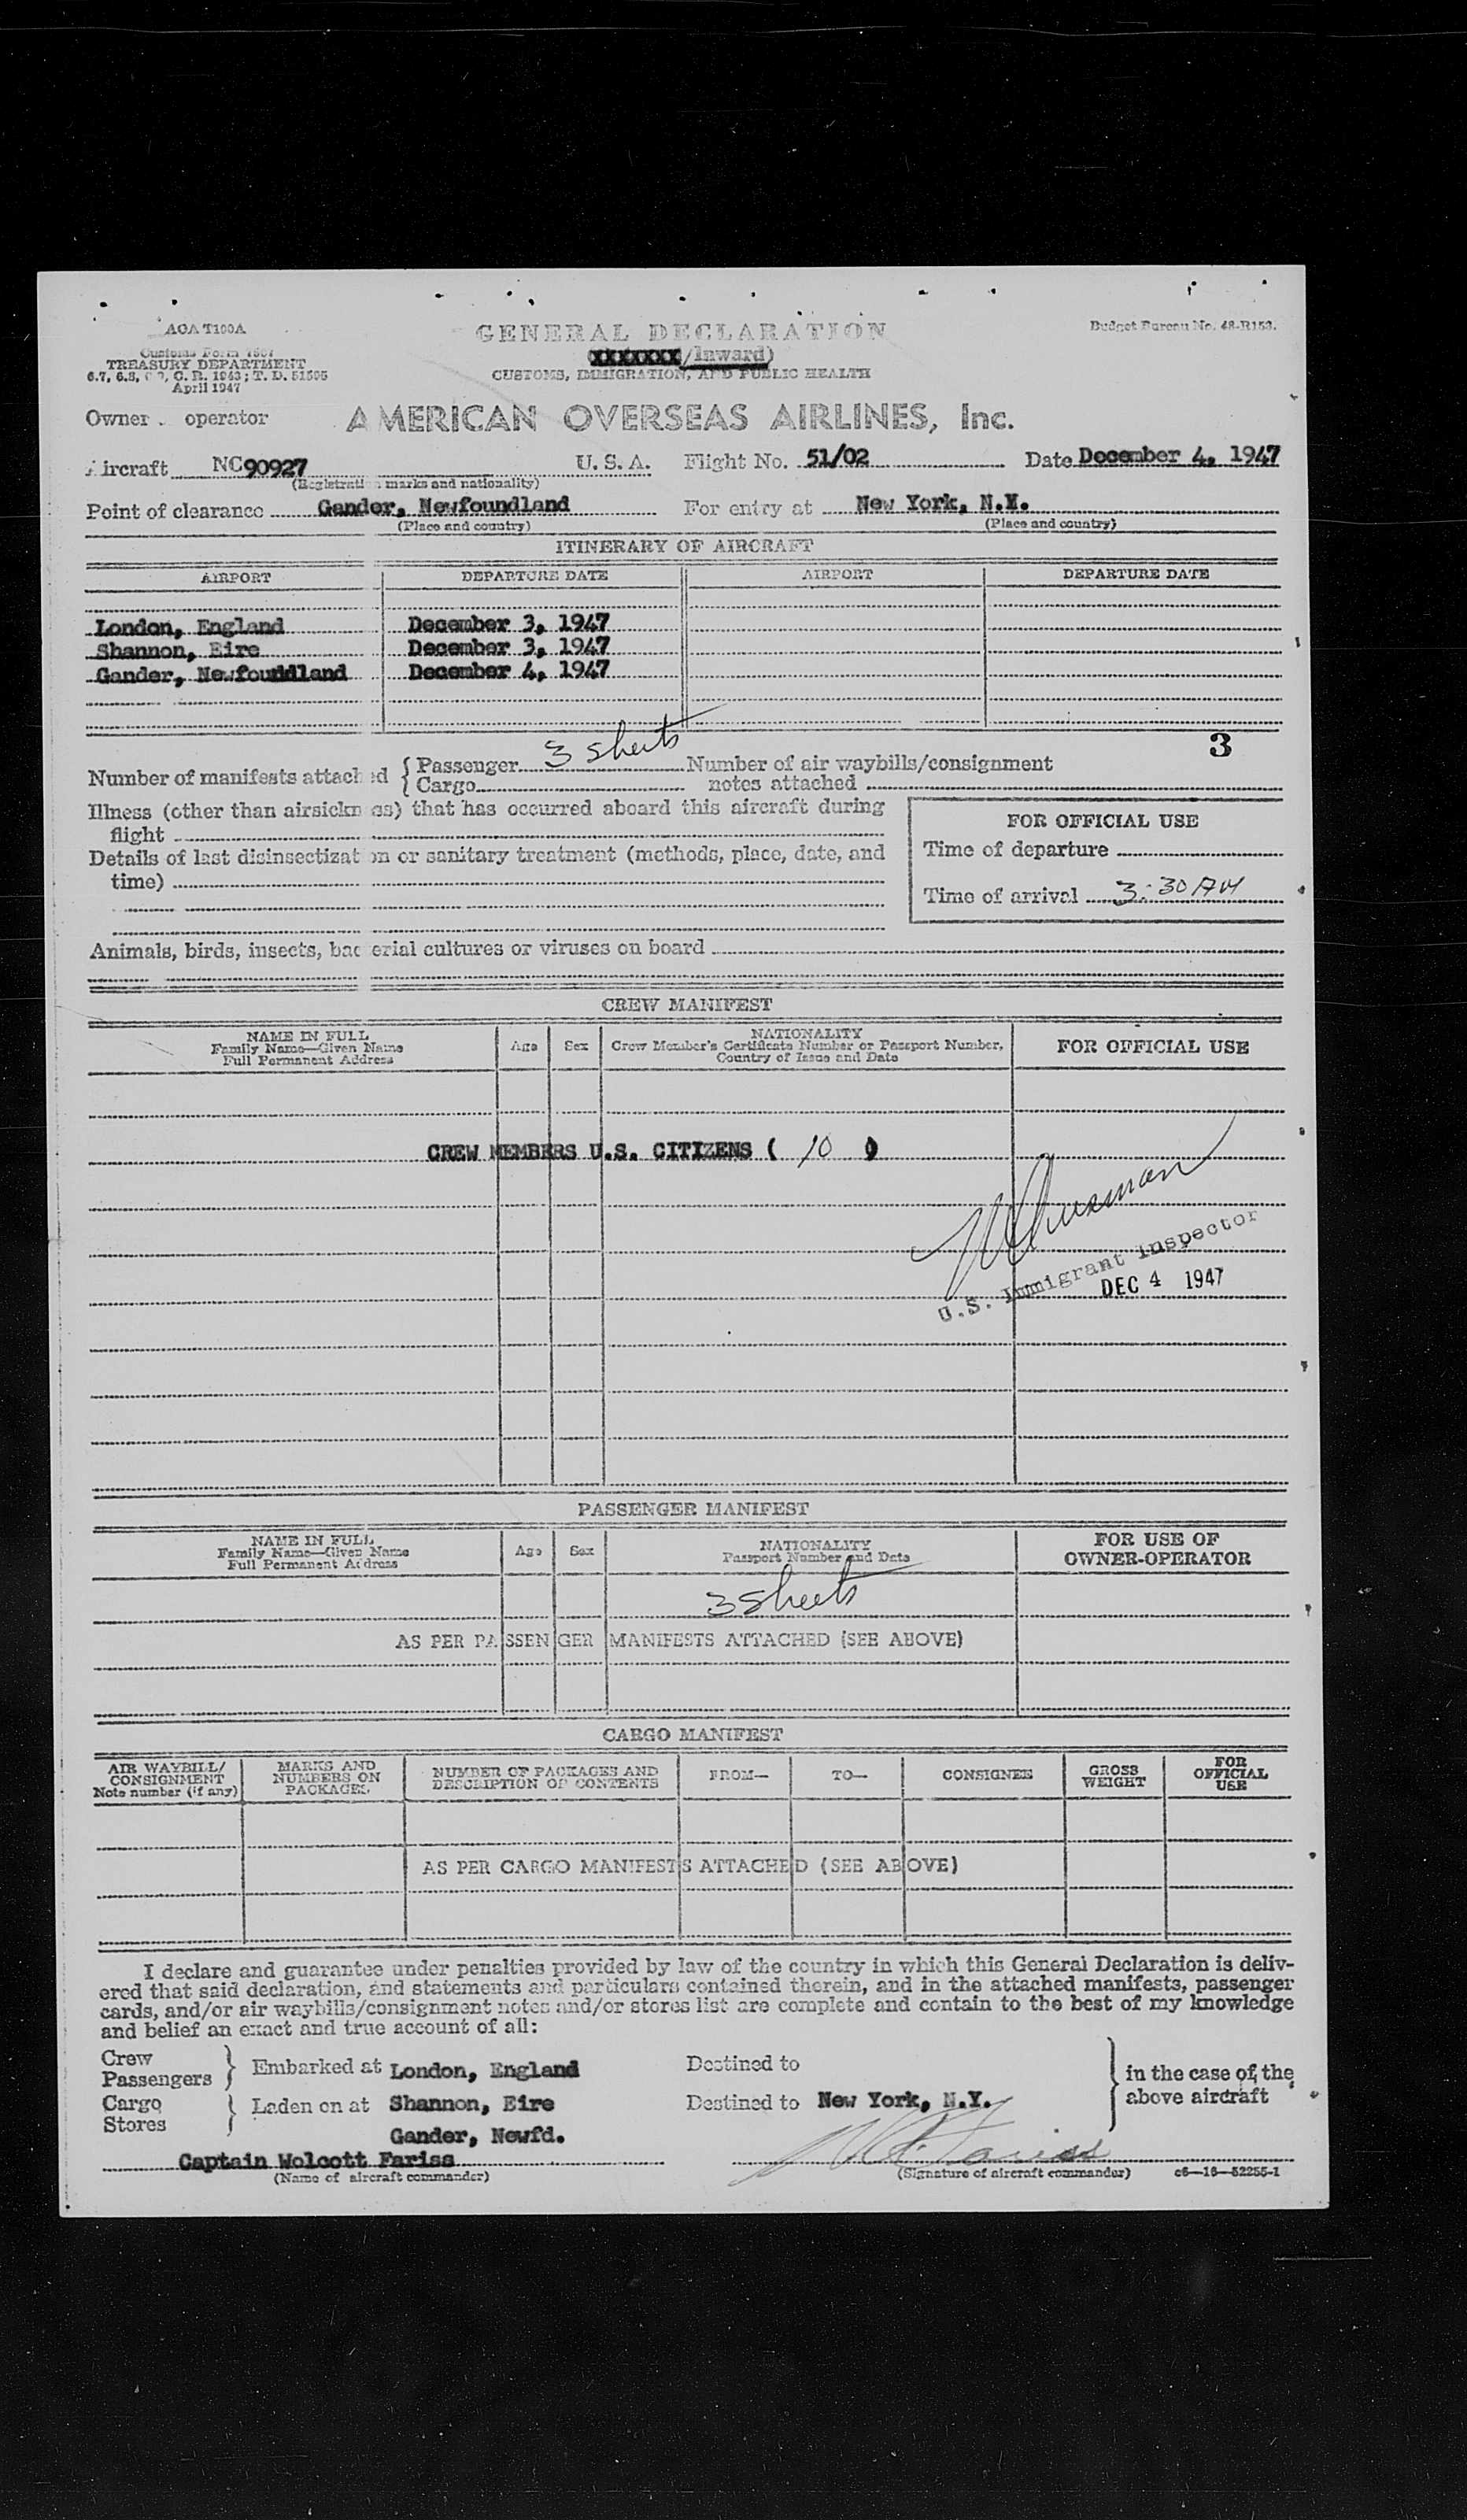 AOA T100A
Customs Form 7507
TREASURY DEPARTMENT
C. R. 1943; T. D. 51595
April 1947
GENERAL DECLARATION
XXXXXXX/Inward)
CUSTOMS, IMMIGRATION, AND PUBLIC HEALTH
Budget Bureau No. 48-R153.
Owner operator AMERICAN OVERSEAS AIRLINES, Inc.
Aircraft NC90927 U. S. A. Flight No. 51/02 Date December 4, 1947
(Registration marks and nationality)
Point of clearance Gander, Newfoundland For entry at New York, N.Y.
(Place and country) (Place and country)
ITINERARY OF AIRCRAFT
AIRPORT DEPARTURE DATE AIRPORT DEPARTURE DATE
London, England December 3, 1947
Shannon, Eire December 3, 1947
Gander, Newfoundland December 4, 1947
3
Number of manifests attached { Passenger 3 sheets Number of air waybills/consignment
Cargo notes attached
Illness (other than airsickness) that has occurred aboard this aircraft during
flight
Details of last disinsectization or sanitary treatment (methods, place, date, and
time)
FOR OFFICIAL USE
Time of departure
Time of arrival 3:30 AM
Animals, birds, insects, bacterial cultures or viruses on board
CREW MANIFEST
NAME IN FULL
Family Name—Given Name
Full Permanent Address
Age Sex
NATIONALITY
Crew Member's Certificate Number or Passport Number,
Country of Issue and Date
FOR OFFICIAL USE
CREW MEMBERS U.S. CITIZENS ( 10 )
U.S. Immigrant Inspector
DEC 4 1947
PASSENGER MANIFEST
NAME IN FULL
Family Name—Given Name
Full Permanent Address
Age Sex
NATIONALITY
Passport Number and Date
FOR USE OF
OWNER-OPERATOR
3 sheets
AS PER PASSENGER MANIFESTS ATTACHED (SEE ABOVE)
CARGO MANIFEST
AIR WAYBILL/
CONSIGNMENT
Note number (if any)
MARKS AND
NUMBERS ON
PACKAGES
NUMBER OF PACKAGES AND
DESCRIPTION OF CONTENTS
FROM— TO— CONSIGNEE
GROSS
WEIGHT
FOR
OFFICIAL
USE
AS PER CARGO MANIFESTS ATTACHED (SEE ABOVE)
I declare and guarantee under penalties provided by law of the country in which this General Declaration is deliv-
ered that said declaration, and statements and particulars contained therein, and in the attached manifests, passenger
cards, and/or air waybills/consignment notes and/or stores list are complete and contain to the best of my knowledge
and belief an exact and true account of all:
Crew
Passengers } Embarked at London, England Destined to
Cargo
Stores } Laden on at Shannon, Eire Destined to New York, N.Y.
Gander, Newfd.
in the case of the
above aircraft
Captain Wolcott Fariss
(Name of aircraft commander) (Signature of aircraft commander) c6—16—52255-1